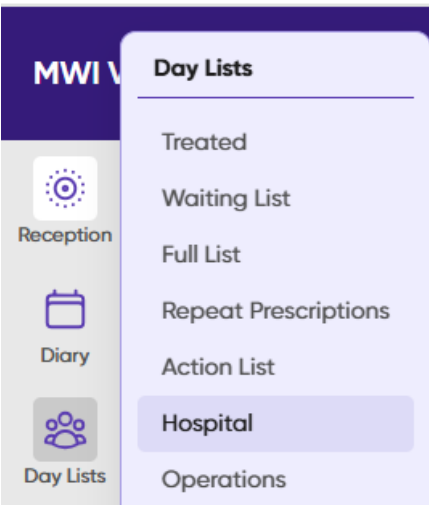 MWI V
Day Lists
Treated
Waiting List
Full List
Repeat Prescriptions
Action List
Hospital
Operations
Reception
Diary
Day Lists